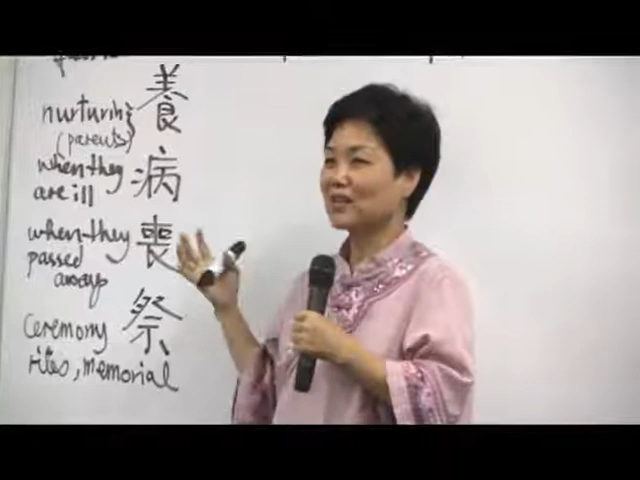 nurturing 養
(parents)
when they 病
are ill
when they 喪
passed
away
ceremony 祭
rites, memorial